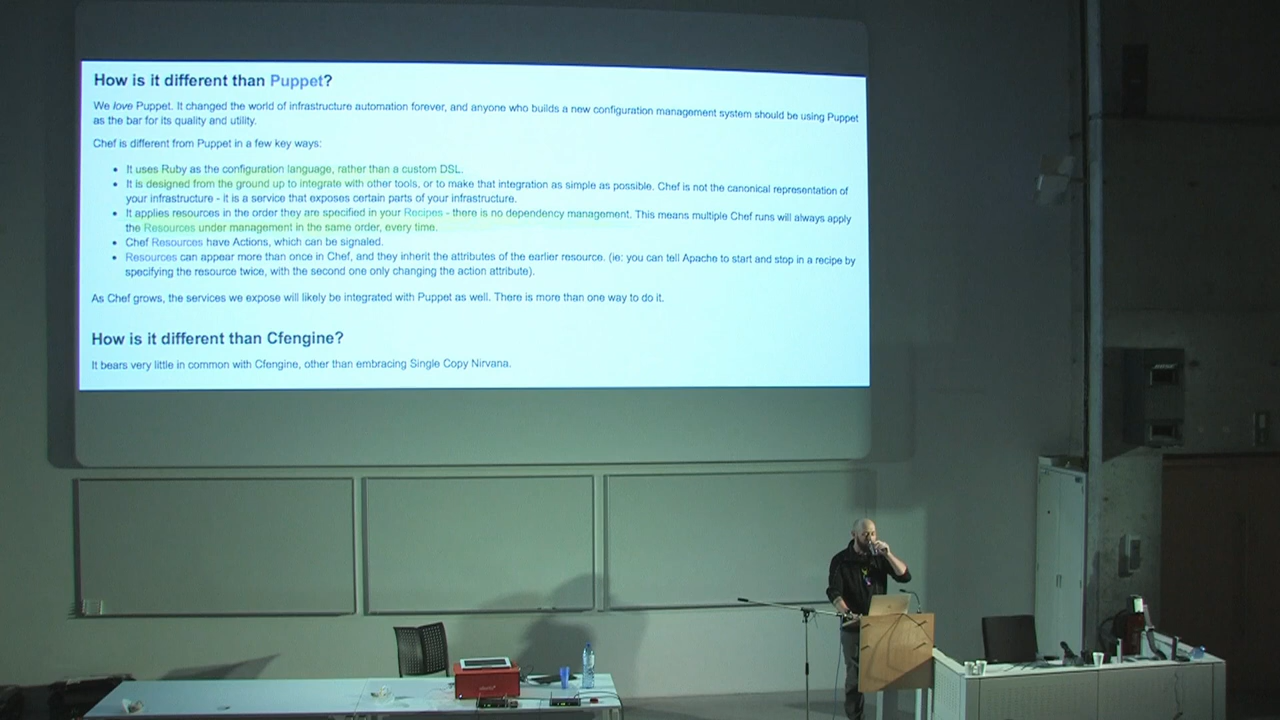 How is it different than Puppet?
We love Puppet. It changed the world of infrastructure automation forever, and anyone who builds a new configuration management system should be using Puppet
as the bar for its quality and utility.
Chef is different from Puppet in a few key ways:
• It uses Ruby as the configuration language, rather than a custom DSL.
• It is designed from the ground up to integrate with other tools, or to make that integration as simple as possible. Chef is not the canonical representation of
your infrastructure - it is a service that exposes certain parts of your infrastructure.
• It applies resources in the order they are specified in your Recipes - there is no dependency management. This means multiple Chef runs will always apply
the Resources under management in the same order, every time.
• Chef Resources have Actions, which can be signaled.
• Resources can appear more than once in Chef, and they inherit the attributes of the earlier resource. (ie: you can tell Apache to start and stop in a recipe by
specifying the resource twice, with the second one only changing the action attribute).
As Chef grows, the services we expose will likely be integrated with Puppet as well. There is more than one way to do it.
How is it different than Cfengine?
It bears very little in common with Cfengine, other than embracing Single Copy Nirvana.